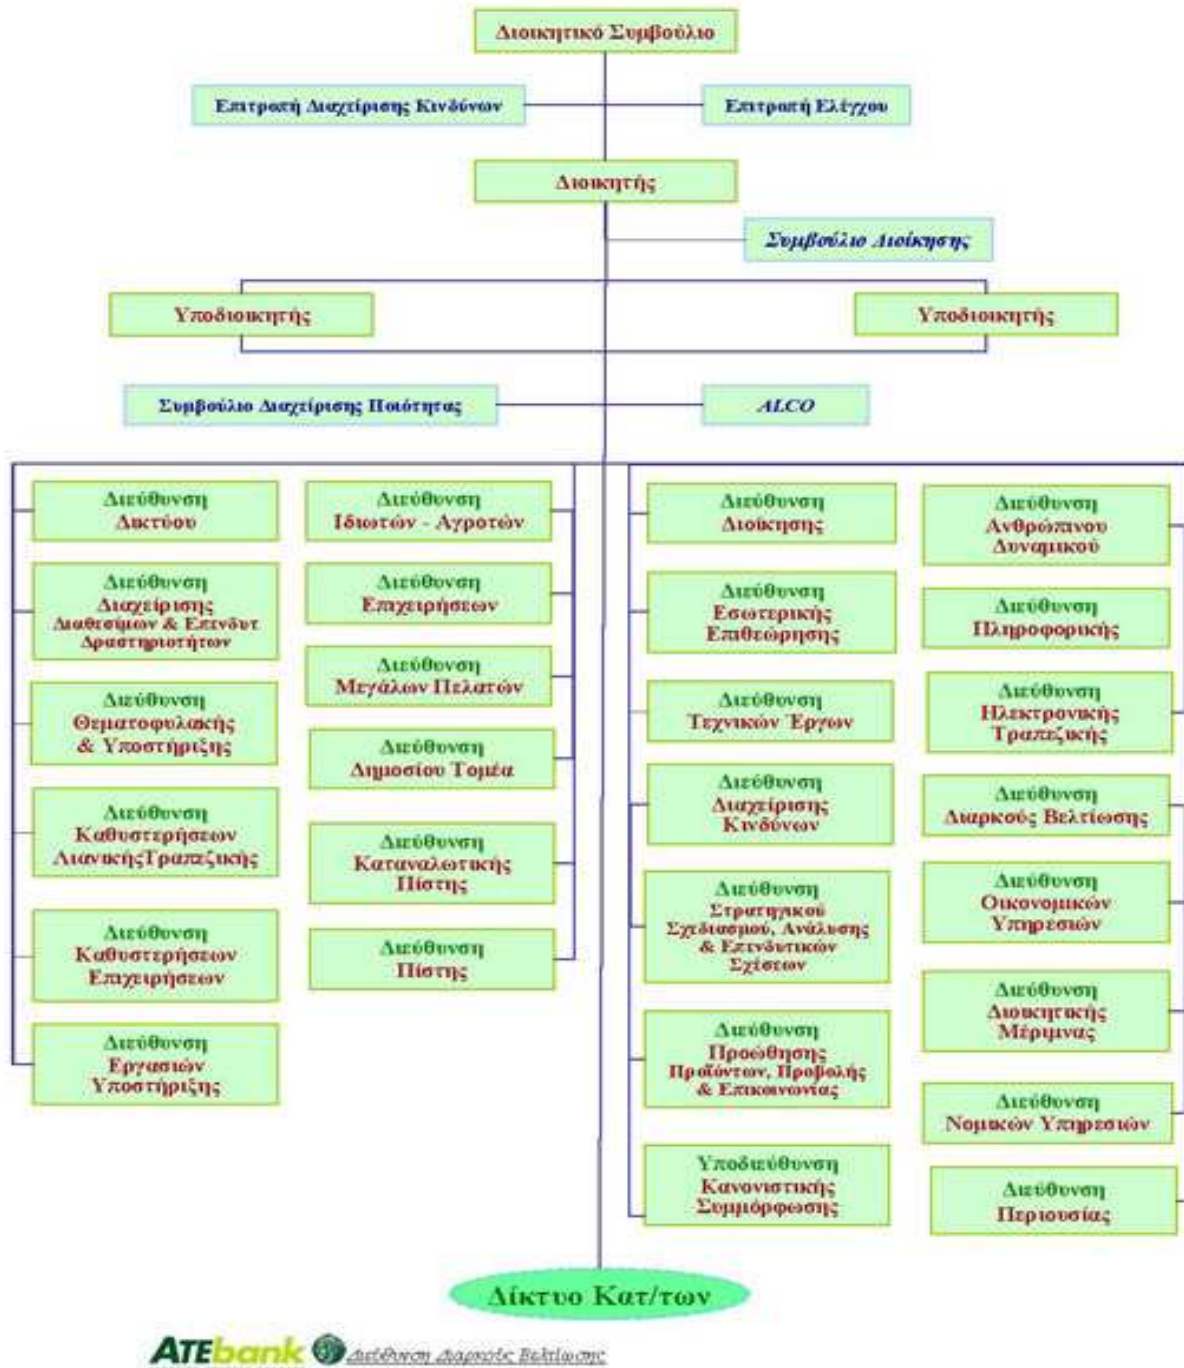 Διοικητικό Συμβούλιο
Επιτροπή Διαχείρισης Κινδύνων
Επιτροπή Ελέγχου
Διοικητής
Συμβούλιο Διοίκησης
Υποδιοικητής
Υποδιοικητής
Συμβούλιο Διαχείρισης Ποιότητας
ALCO
Διεύθυνση
Δικτύου
Διεύθυνση
Διαχείρισης
Διαθεσίμων & Επενδυτ
Δραστηριοτήτων
Διεύθυνση
Θεματοφυλακής
& Υποστήριξης
Διεύθυνση
Καθυστερήσεων
ΛιανικήςΤραπεζικής
Διεύθυνση
Καθυστερήσεων
Επιχειρήσεων
Διεύθυνση
Εργασιών
Υποστήριξης
Διεύθυνση
Ιδιωτών - Αγροτών
Διεύθυνση
Επιχειρήσεων
Διεύθυνση
Μεγάλων Πελατών
Διεύθυνση
Δημοσίου Τομέα
Διεύθυνση
Καταναλωτικής
Πίστης
Διεύθυνση
Πίστης
Διεύθυνση
Διοίκησης
Διεύθυνση
Εσωτερικής
Επιθεώρησης
Διεύθυνση
Τεχνικών Έργων
Διεύθυνση
Διαχείρισης
Κινδύνων
Διεύθυνση
Στρατηγικού
Σχεδιασμού, Ανάλυσης
& Επενδυτικών
Σχέσεων
Διεύθυνση
Προώθησης
Προϊόντων, Προβολής
& Επικοινωνίας
Υποδιεύθυνση
Κανονιστικής
Συμμόρφωσης
Διεύθυνση
Ανθρώπινου
Δυναμικού
Διεύθυνση
Πληροφορικής
Διεύθυνση
Ηλεκτρονικής
Τραπεζικής
Διεύθυνση
Διαρκούς Βελτίωσης
Διεύθυνση
Οικονομικών
Υπηρεσιών
Διεύθυνση
Διοικητικής
Μέριμνας
Διεύθυνση
Νομικών Υπηρεσιών
Διεύθυνση
Περιουσίας
Δίκτυο Κατ/των
ATEbank Διεύθυνση Διαρκούς Βελτίωσης